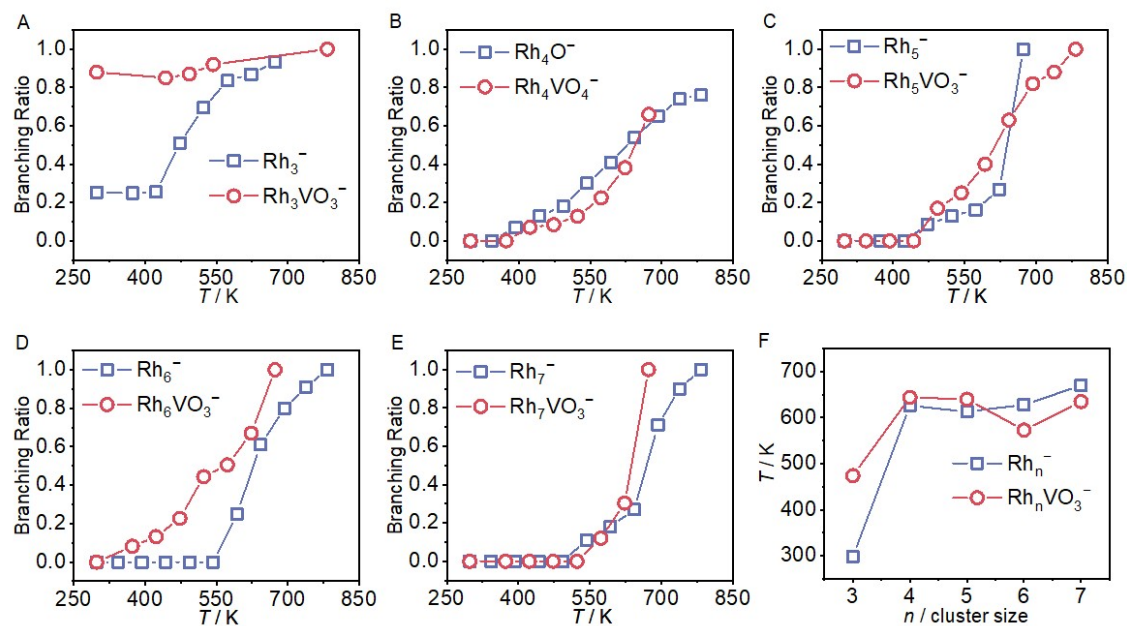 A
Branching Ratio
1.0
0.8
0.6
0.4
0.2
0.0
Rh₃⁻
Rh₃VO₃⁻
250 400 550 700 850
T / K
B
Branching Ratio
1.0
0.8
0.6
0.4
0.2
0.0
Rh₄O⁻
Rh₄VO₄⁻
250 400 550 700 850
T / K
C
Branching Ratio
1.0
0.8
0.6
0.4
0.2
0.0
Rh₅⁻
Rh₅VO₃⁻
250 400 550 700 850
T / K
D
Branching Ratio
1.0
0.8
0.6
0.4
0.2
0.0
Rh₆⁻
Rh₆VO₃⁻
250 400 550 700 850
T / K
E
Branching Ratio
1.0
0.8
0.6
0.4
0.2
0.0
Rh₇⁻
Rh₇VO₃⁻
250 400 550 700 850
T / K
F
T / K
700
600
500
400
300
Rhₙ⁻
RhₙVO₃⁻
3 4 5 6 7
n / cluster size